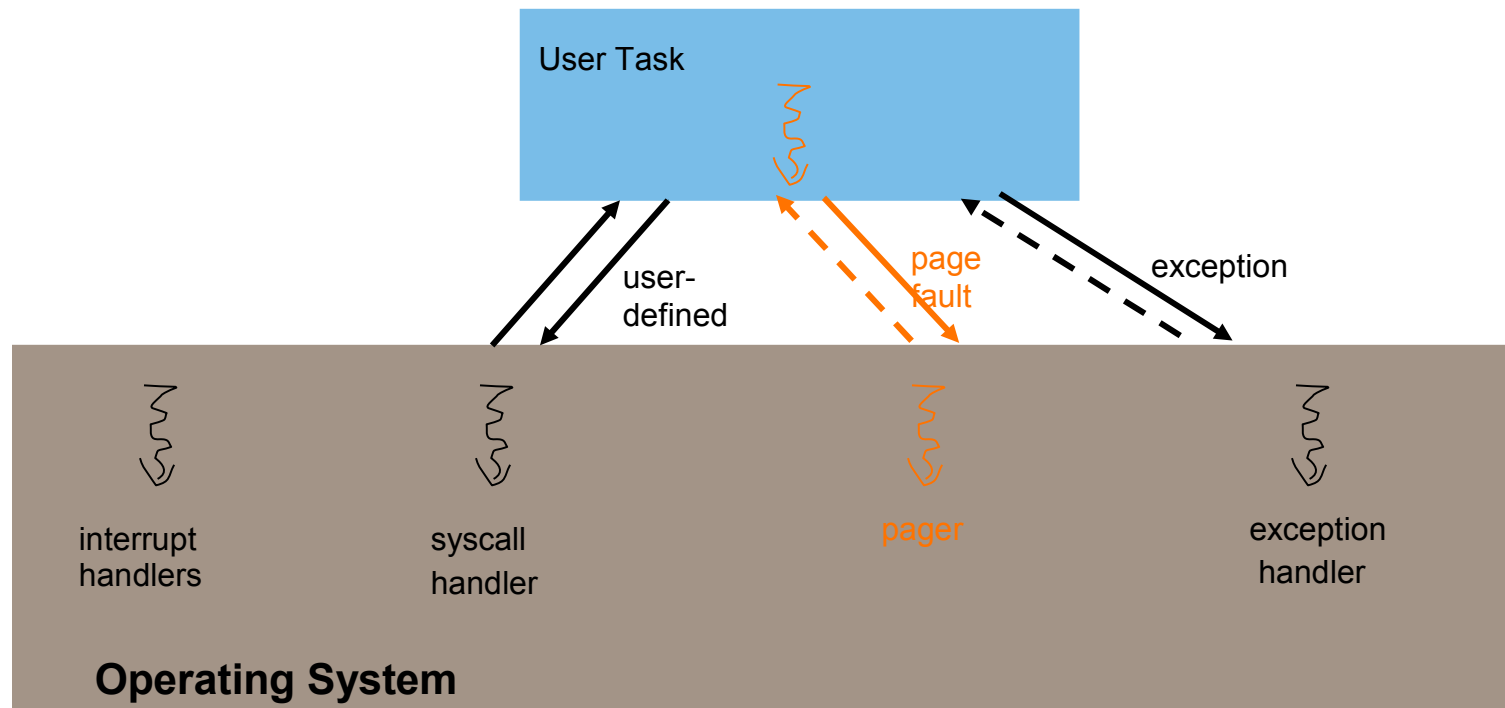 User Task
user-
defined
page
fault
exception
interrupt
handlers
syscall
handler
pager
exception
handler
Operating System